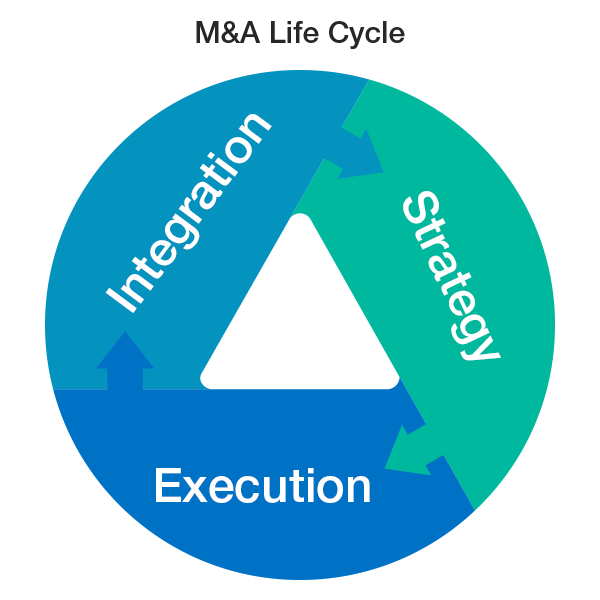 M&A Life Cycle
Integration
Strategy
Execution